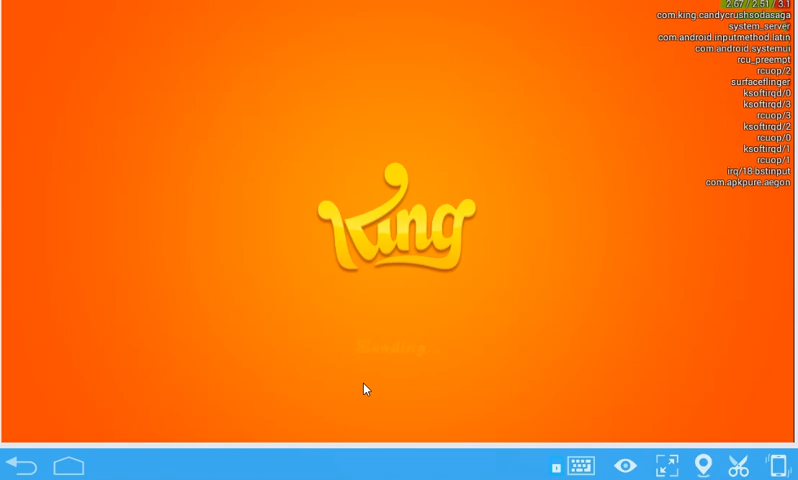 2.67 / 2.51 / 3.1
com.king.candycrushsodasaga
system_server
com.android.inputmethod.latin
com.android.systemui
rcu_preempt
rcuop/2
surfaceflinger
ksoftirqd/0
ksoftirqd/3
rcuop/3
ksoftirqd/2
rcuop/0
ksoftirqd/1
rcuop/1
irq/18-bstinput
com.apkpure.aegon
King
Loading...